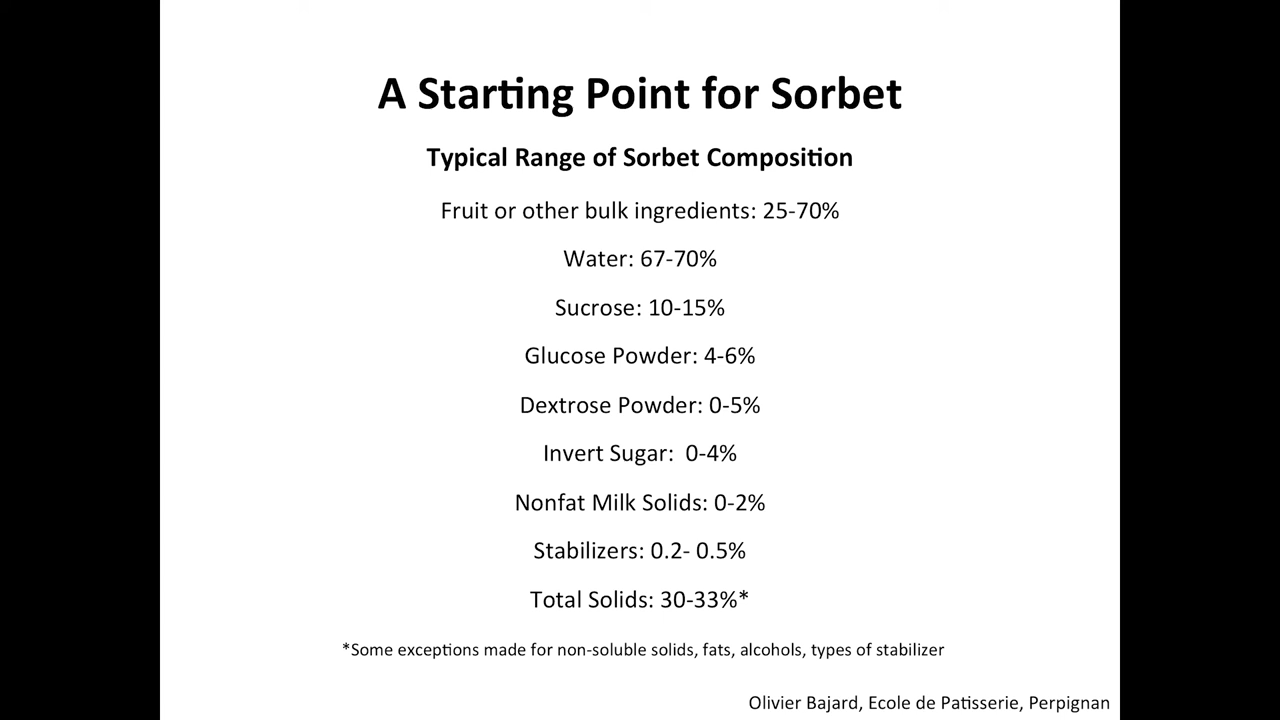 A Starting Point for Sorbet
Typical Range of Sorbet Composition
Fruit or other bulk ingredients: 25-70%
Water: 67-70%
Sucrose: 10-15%
Glucose Powder: 4-6%
Dextrose Powder: 0-5%
Invert Sugar:  0-4%
Nonfat Milk Solids: 0-2%
Stabilizers: 0.2- 0.5%
Total Solids: 30-33%*
*Some exceptions made for non-soluble solids, fats, alcohols, types of stabilizer
Olivier Bajard, Ecole de Patisserie, Perpignan